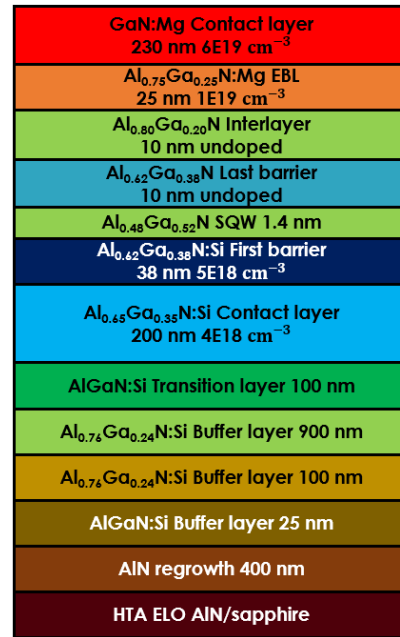 GaN:Mg Contact layer
230 nm 6E19 cm⁻³
Al₀.₇₅Ga₀.₂₅N:Mg EBL
25 nm 1E19 cm⁻³
Al₀.₈₀Ga₀.₂₀N Interlayer
10 nm undoped
Al₀.₆₂Ga₀.₃₈N Last barrier
10 nm undoped
Al₀.₄₈Ga₀.₅₂N SQW 1.4 nm
Al₀.₆₂Ga₀.₃₈N:Si First barrier
38 nm 5E18 cm⁻³
Al₀.₆₅Ga₀.₃₅N:Si Contact layer
200 nm 4E18 cm⁻³
AlGaN:Si Transition layer 100 nm
Al₀.₇₆Ga₀.₂₄N:Si Buffer layer 900 nm
Al₀.₇₆Ga₀.₂₄N:Si Buffer layer 100 nm
AlGaN:Si Buffer layer 25 nm
AlN regrowth 400 nm
HTA ELO AlN/sapphire